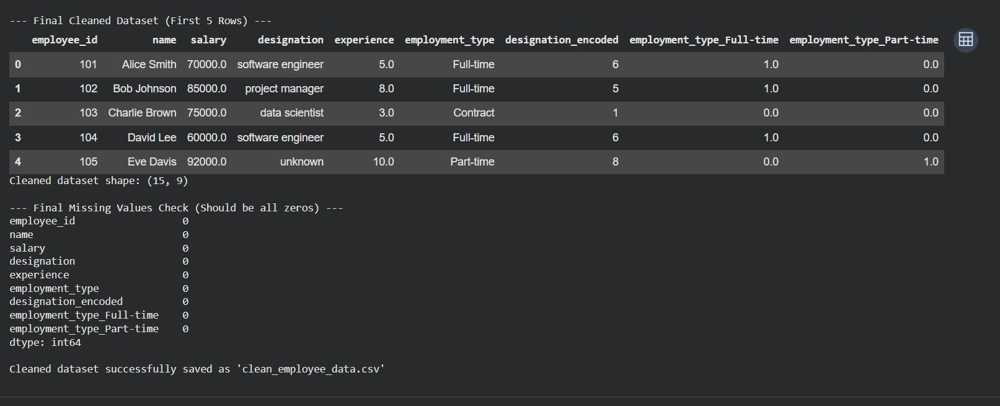 --- Final Cleaned Dataset (First 5 Rows) ---
employee_id name salary designation experience employment_type designation_encoded employment_type_Full-time employment_type_Part-time
0 101 Alice Smith 70000.0 software engineer 5.0 Full-time 6 1.0 0.0
1 102 Bob Johnson 85000.0 project manager 8.0 Full-time 5 1.0 0.0
2 103 Charlie Brown 75000.0 data scientist 3.0 Contract 1 0.0 0.0
3 104 David Lee 60000.0 software engineer 5.0 Full-time 6 1.0 0.0
4 105 Eve Davis 92000.0 unknown 10.0 Part-time 8 0.0 1.0
Cleaned dataset shape: (15, 9)
--- Final Missing Values Check (Should be all zeros) ---
employee_id 0
name 0
salary 0
designation 0
experience 0
employment_type 0
designation_encoded 0
employment_type_Full-time 0
employment_type_Part-time 0
dtype: int64
Cleaned dataset successfully saved as 'clean_employee_data.csv'